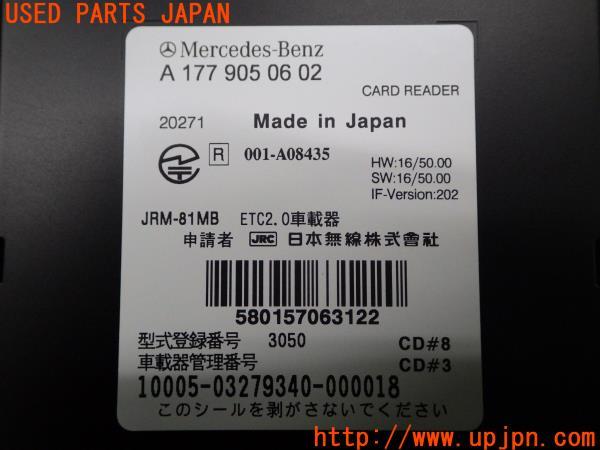 USED PARTS JAPAN
Mercedes-Benz
A 177 905 06 02
CARD READER
20271 Made in Japan
R 001-A08435
HW:16/50.00
SW:16/50.00
IF-Version:202
JRM-81MB ETC2.0車載器
申請者 JRC 日本無線株式會社
580157063122
型式登録番号 3050 CD#8
車載器管理番号 CD#3
10005-03279340-000018
このシールを剥がさないでください
www.upjpn.com